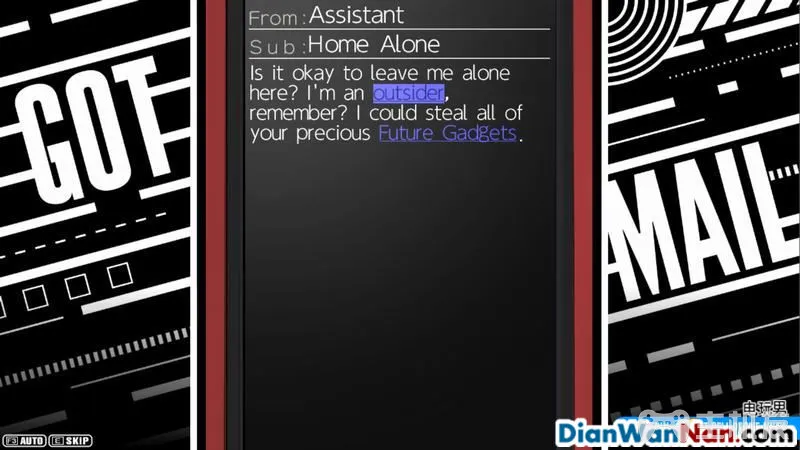 From: Assistant
Sub: Home Alone
Is it okay to leave me alone
here? I'm an outsider,
remember? I could steal all of
your precious Future Gadgets.
GOT
MAIL
F3 AUTO E SKIP
电玩男
DianWanNan.com